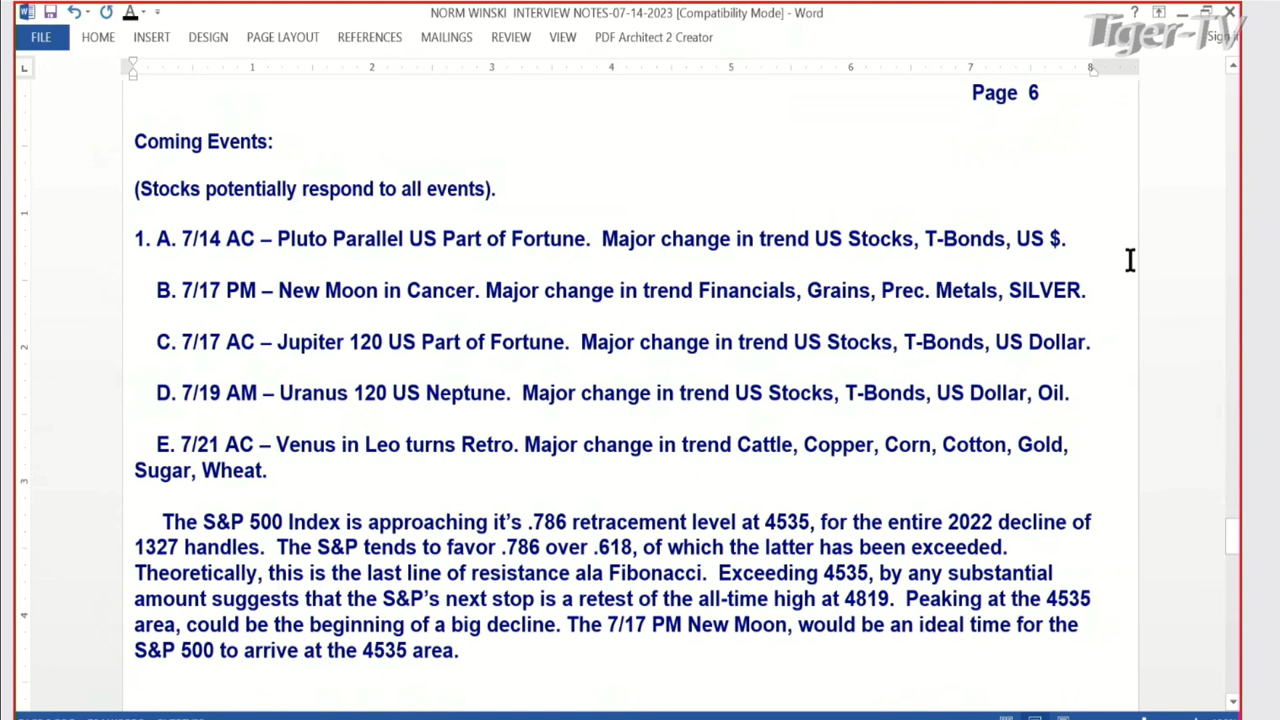 NORM WINSKI INTERVIEW NOTES-07-14-2023 [Compatibility Mode] - Word
Tiger-TV
FILE HOME INSERT DESIGN PAGE LAYOUT REFERENCES MAILINGS REVIEW VIEW PDF Architect 2 Creator Sign
1 2 3 4 5 6 7 8
Page 6
Coming Events:
(Stocks potentially respond to all events).
1. A. 7/14 AC – Pluto Parallel US Part of Fortune. Major change in trend US Stocks, T-Bonds, US $.
B. 7/17 PM – New Moon in Cancer. Major change in trend Financials, Grains, Prec. Metals, SILVER.
C. 7/17 AC – Jupiter 120 US Part of Fortune. Major change in trend US Stocks, T-Bonds, US Dollar.
D. 7/19 AM – Uranus 120 US Neptune. Major change in trend US Stocks, T-Bonds, US Dollar, Oil.
E. 7/21 AC – Venus in Leo turns Retro. Major change in trend Cattle, Copper, Corn, Cotton, Gold,
Sugar, Wheat.
The S&P 500 Index is approaching it's .786 retracement level at 4535, for the entire 2022 decline of
1327 handles. The S&P tends to favor .786 over .618, of which the latter has been exceeded.
Theoretically, this is the last line of resistance ala Fibonacci. Exceeding 4535, by any substantial
amount suggests that the S&P's next stop is a retest of the all-time high at 4819. Peaking at the 4535
area, could be the beginning of a big decline. The 7/17 PM New Moon, would be an ideal time for the
S&P 500 to arrive at the 4535 area.